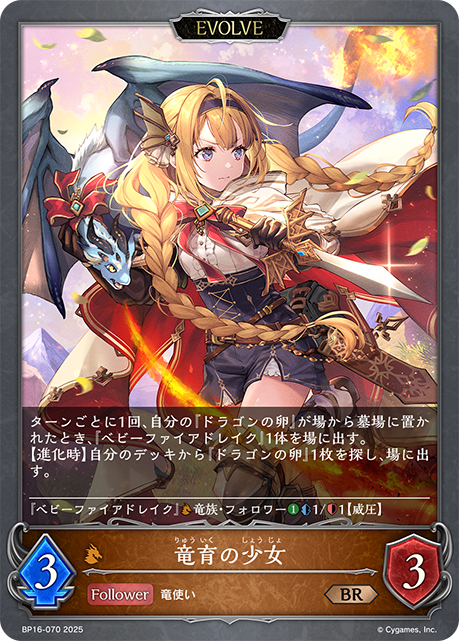 EVOLVE
ターンごとに1回、自分の『ドラゴンの卵』が場から墓場に置か
れたとき、『ベビーファイアドレイク』1体を場に出す。
【進化時】自分のデッキから『ドラゴンの卵』1枚を探し、場に出
す。
『ベビーファイアドレイク』竜族・フォロワー1 1/1【威圧】
りゅういく しょうじょ
竜育の少女
3
3
Follower 竜使い
BR
BP16-070 2025
© Cygames, Inc.